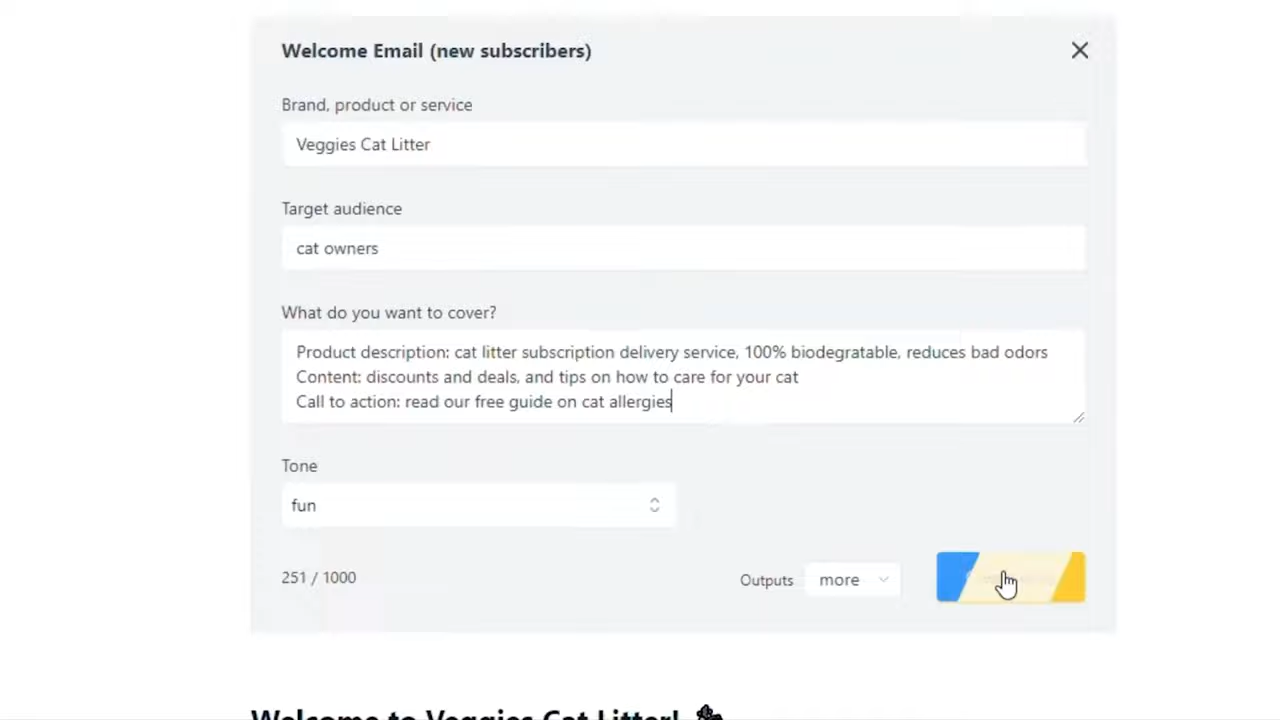 Welcome Email (new subscribers)
Brand, product or service
Veggies Cat Litter
Target audience
cat owners
What do you want to cover?
Product description: cat litter subscription delivery service, 100% biodegratable, reduces bad odors
Content: discounts and deals, and tips on how to care for your cat
Call to action: read our free guide on cat allergies
Tone
fun
251 / 1000
Outputs more
Welcome to Veggies Cat Litter!